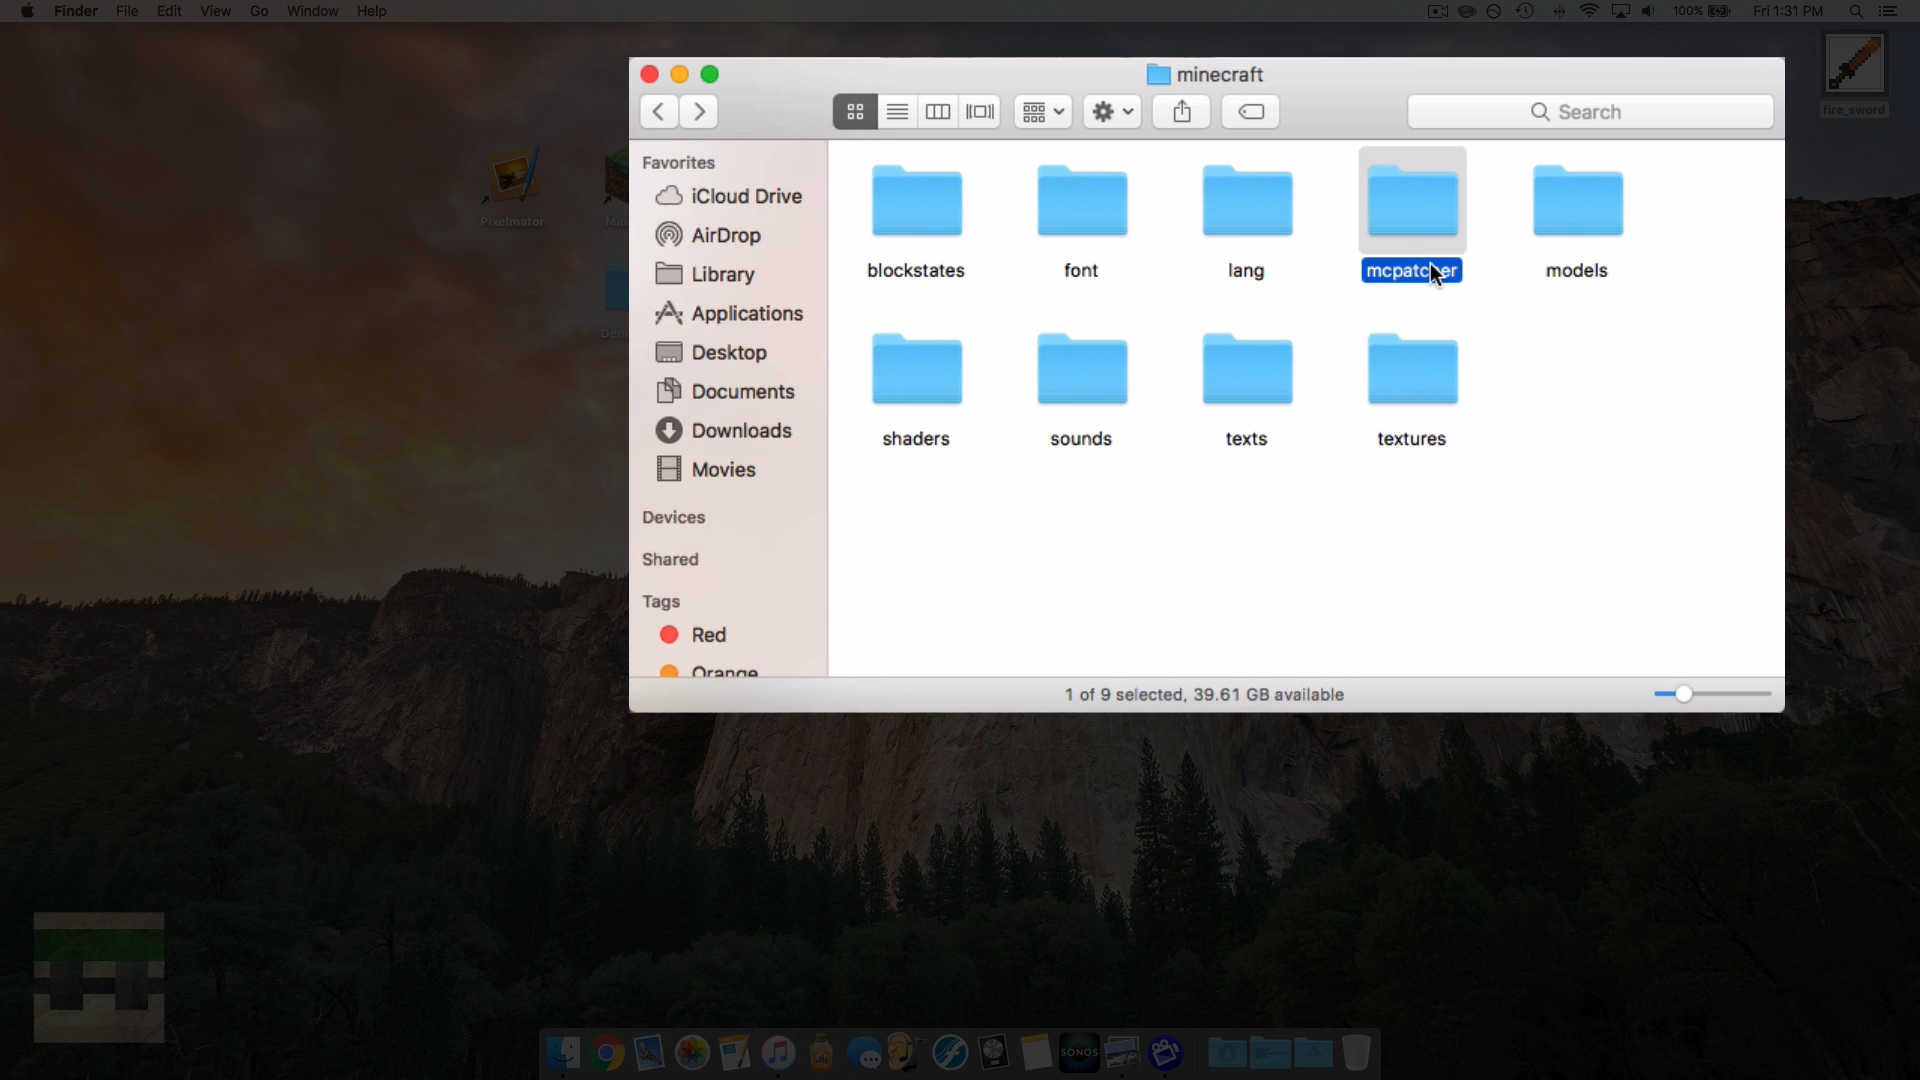 Finder File Edit View Go Window Help
100% Fri 1:31 PM
minecraft
Search
fire_sword
Pixelmator
Favorites
iCloud Drive
AirDrop
Library
Applications
Desktop
Documents
Downloads
Movies
Devices
Shared
Tags
Red
Orange
blockstates font lang mcpatcher models
shaders sounds texts textures
1 of 9 selected, 39.61 GB available
SONOS